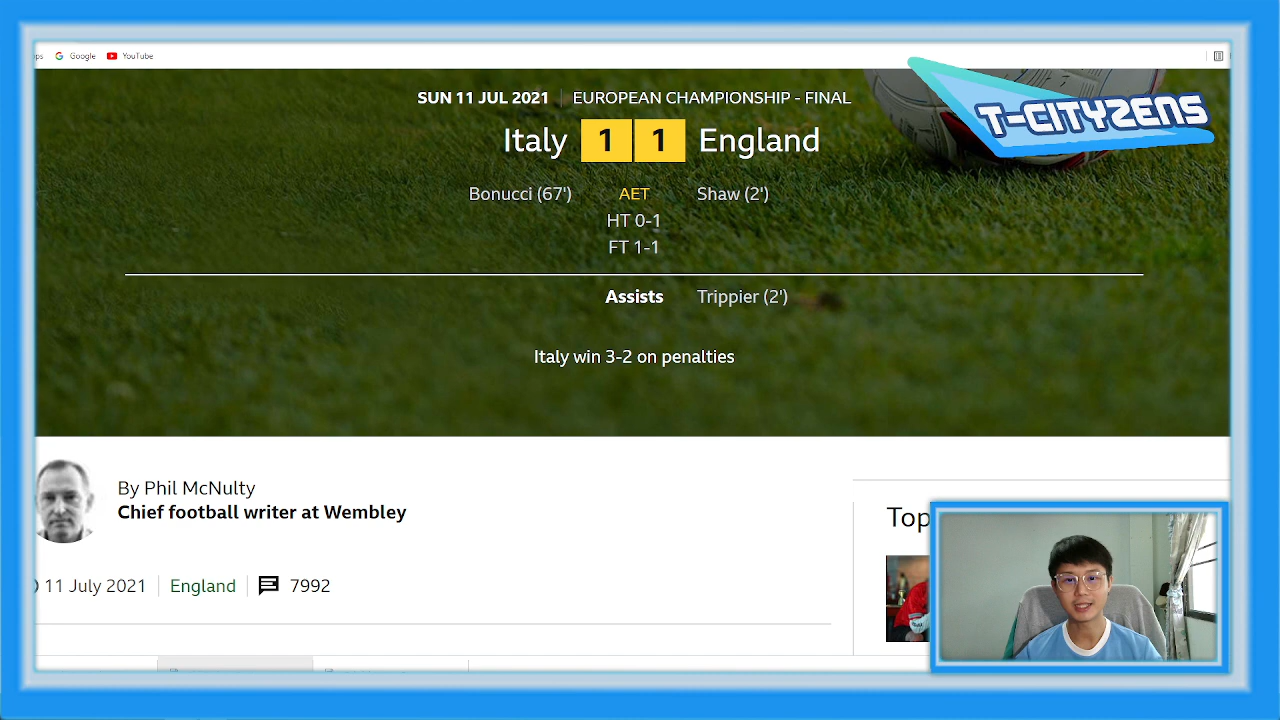 ps Google YouTube
T-CITYZENS
SUN 11 JUL 2021 EUROPEAN CHAMPIONSHIP - FINAL
Italy 1 1 England
Bonucci (67') AET Shaw (2')
HT 0-1
FT 1-1
Assists Trippier (2')
Italy win 3-2 on penalties
By Phil McNulty
Chief football writer at Wembley
11 July 2021 England 7992
Top